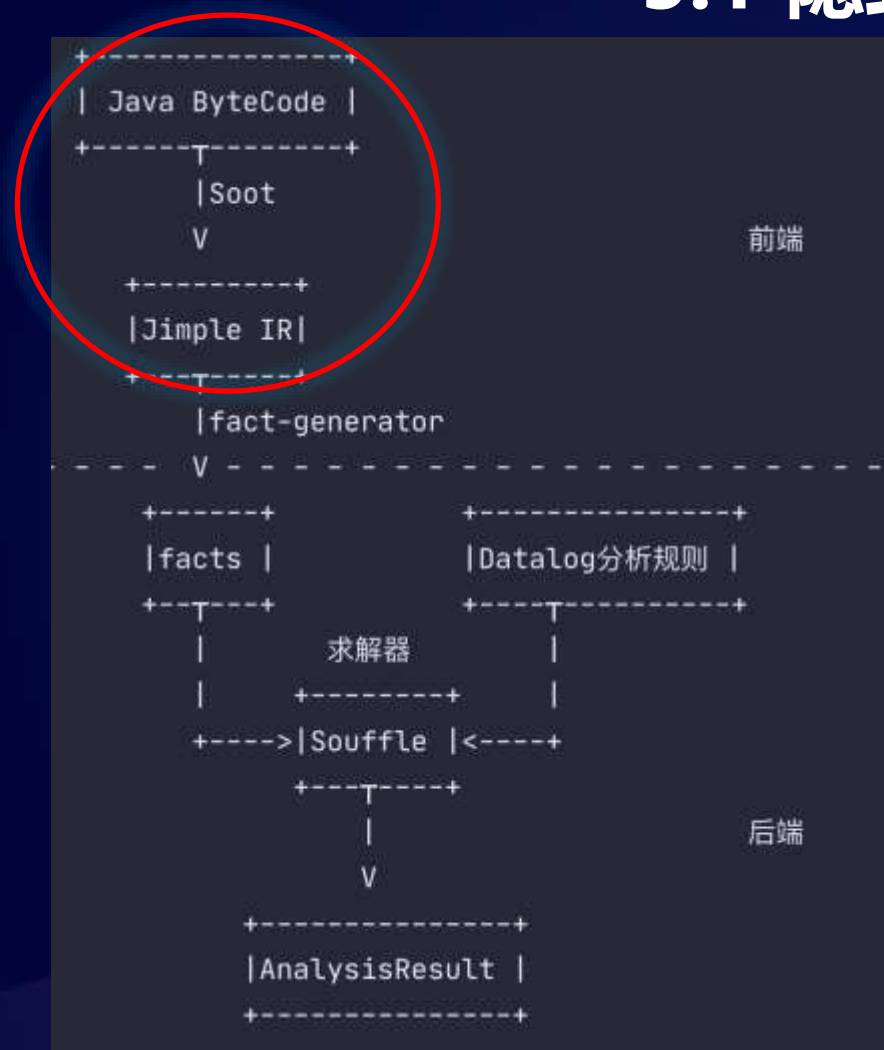 +----------------+
| Java ByteCode |
+------┬--------+
|Soot
V 前端
+---------+
|Jimple IR|
+---┬-----+
|fact-generator
- - - - V - - - - - - - - - - - - - - - - - - - -
+------+ +---------------+
|facts | |Datalog分析规则 |
+--┬---+ +----┬----------+
| 求解器 |
| +--------+ |
+---->|Souffle |<----+
+---┬----+
| 后端
V
+---------------+
|AnalysisResult |
+---------------+